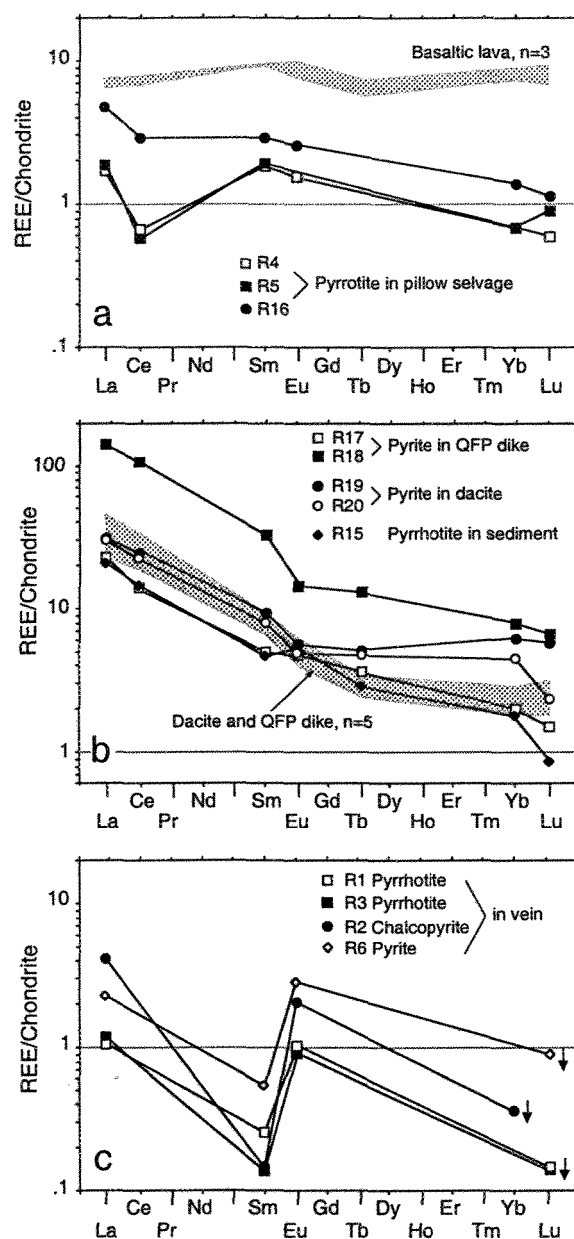 10
Basaltic lava, n=3
REE/Chondrite
1
R4
R5
Pyrrotite in pillow selvage
R16
a
.1
Ce Nd Sm Gd Dy Er Yb
La Pr Eu Tb Ho Tm Lu
R17
Pyrite in QFP dike
R18
100
R19
Pyrite in dacite
R20
R15 Pyrrhotite in sediment
REE/Chondrite
10
Dacite and QFP dike, n=5
b
1
Ce Nd Sm Gd Dy Er Yb
La Pr Eu Tb Ho Tm Lu
R1 Pyrrhotite
10
R3 Pyrrhotite
in vein
R2 Chalcopyrite
R6 Pyrite
REE/Chondrite
1
c
.1
Ce Nd Sm Gd Dy Er Yb
La Pr Eu Tb Ho Tm Lu